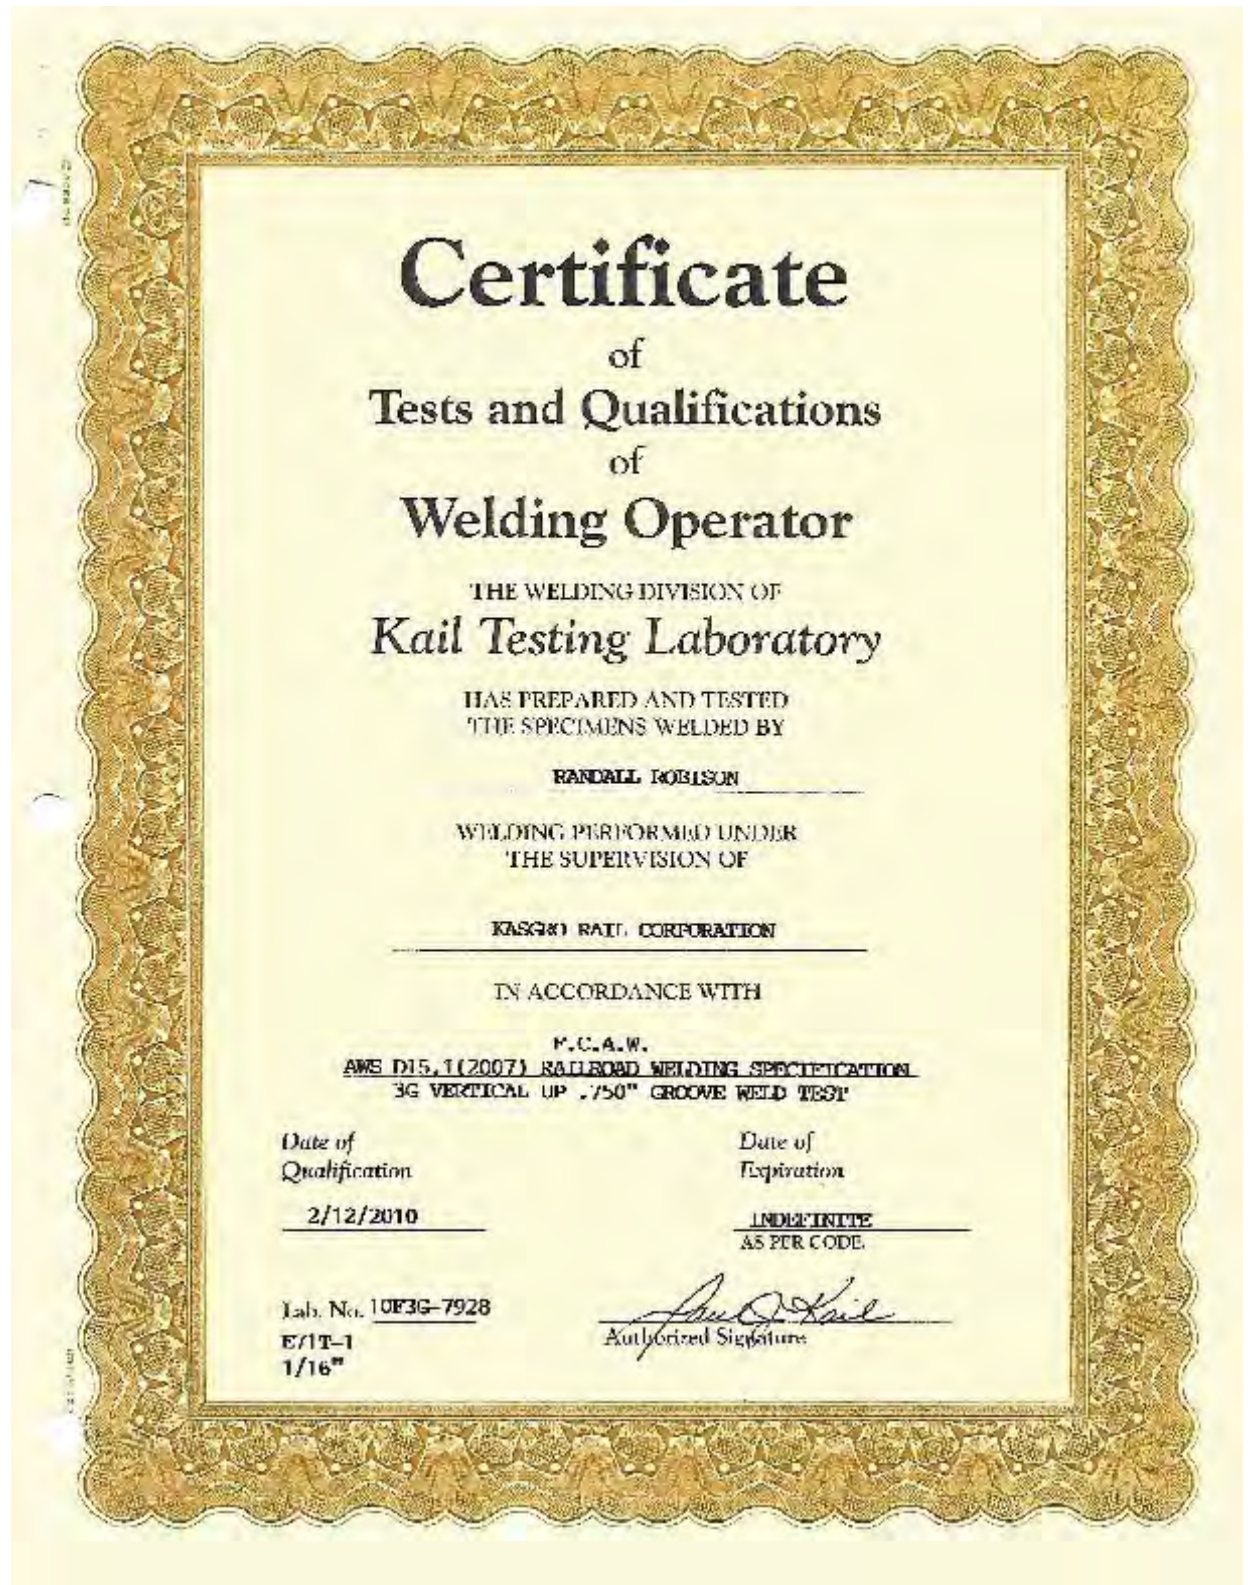 Certificate
of
Tests and Qualifications
of
Welding Operator
THE WELDING DIVISION OF
Kail Testing Laboratory
HAS PREPARED AND TESTED
THE SPECIMENS WELDED BY
RANDALL ROBISON
WELDING PERFORMED UNDER
THE SUPERVISION OF
KASGRO RAIL CORPORATION
IN ACCORDANCE WITH
F.C.A.W.
AWS D15.1(2007) RAILROAD WELDING SPECIFICATION
3G VERTICAL UP .750" GROOVE WELD TEST
Date of Qualification
Date of Expiration
2/12/2010
INDEFINITE
AS PER CODE
Lab. No. 10F3G-7928
Paul J. Kail
Authorized Signature
E71T-1
1/16"